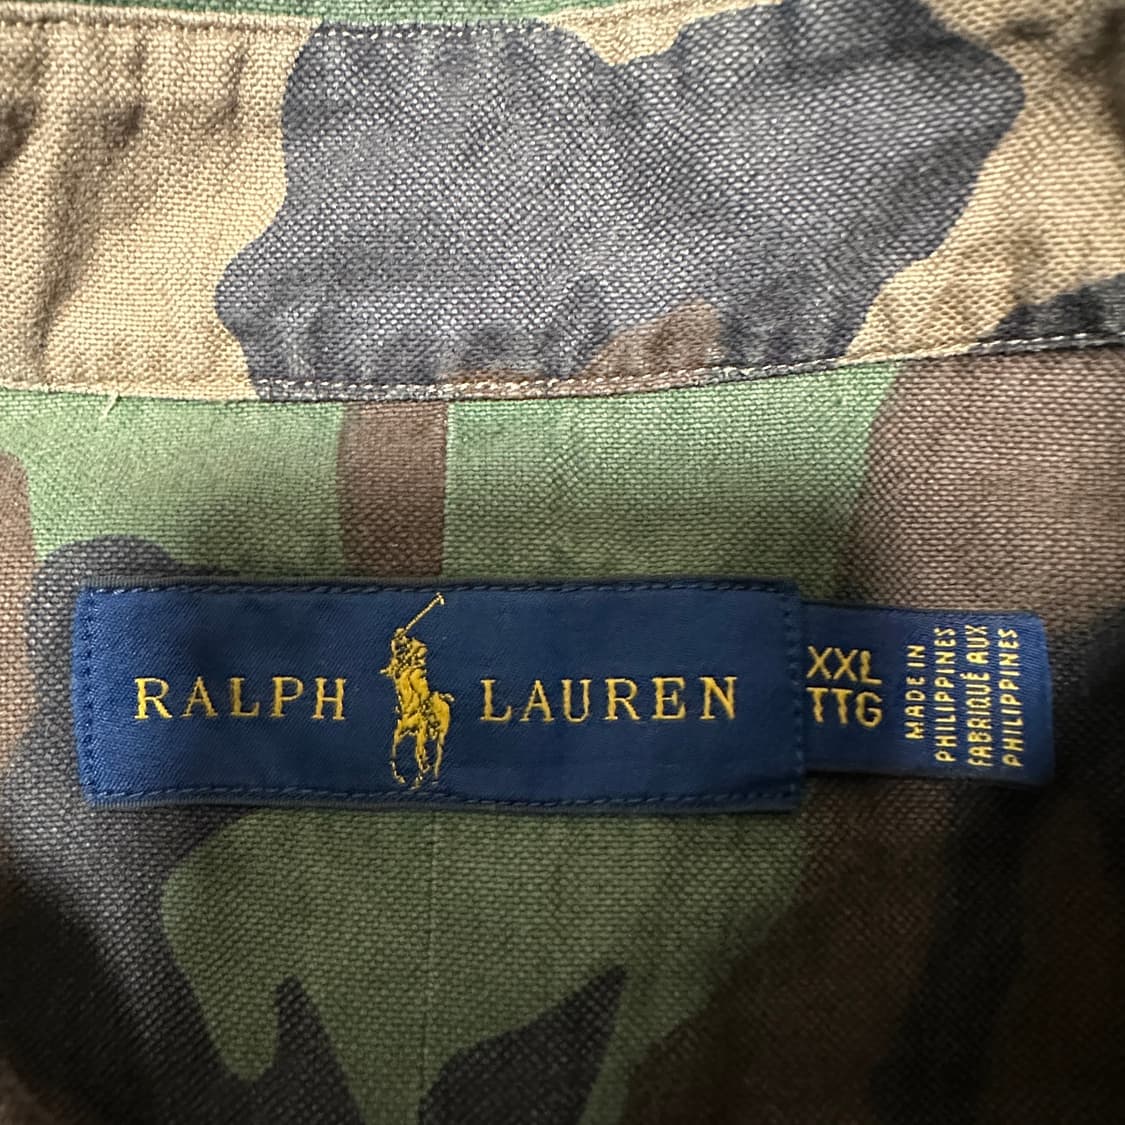 RALPH LAUREN
XXL
TTG
MADE IN
PHILIPPINES
FABRIQUÉ AUX
PHILIPPINES